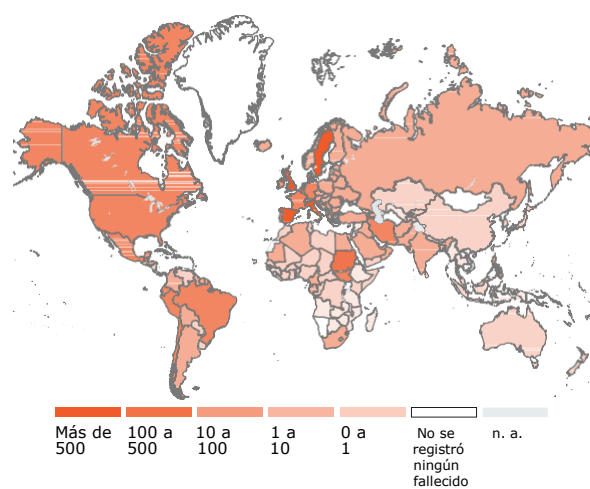 Más de
500
100 a
500
10 a
100
1 a
10
0 a
1
No se
registró
ningún
fallecido
n. a.